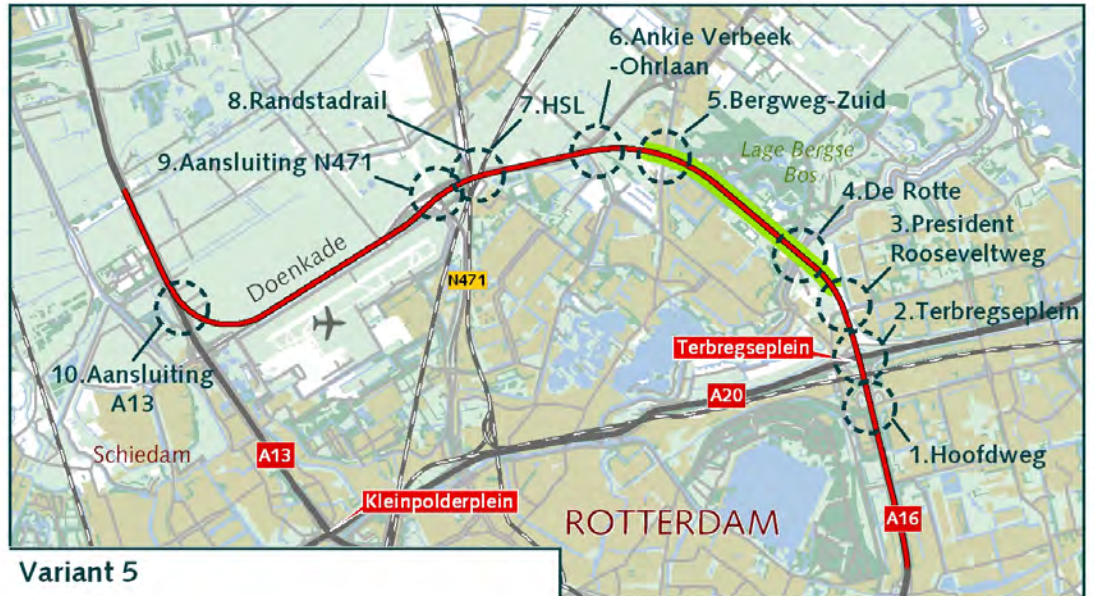 6.Ankie Verbeek
-Ohrlaan
8.Randstadrail
7.HSL
5.Bergweg-Zuid
9.Aansluiting N471
Lage Bergse
Bos
4.De Rotte
3.President
Rooseveltweg
Doenkade
N471
2.Terbregseplein
Terbregseplein
10.Aansluiting
A13
A20
Schiedam
A13
1.Hoofdweg
Kleinpolderplein
ROTTERDAM
A16
Variant 5